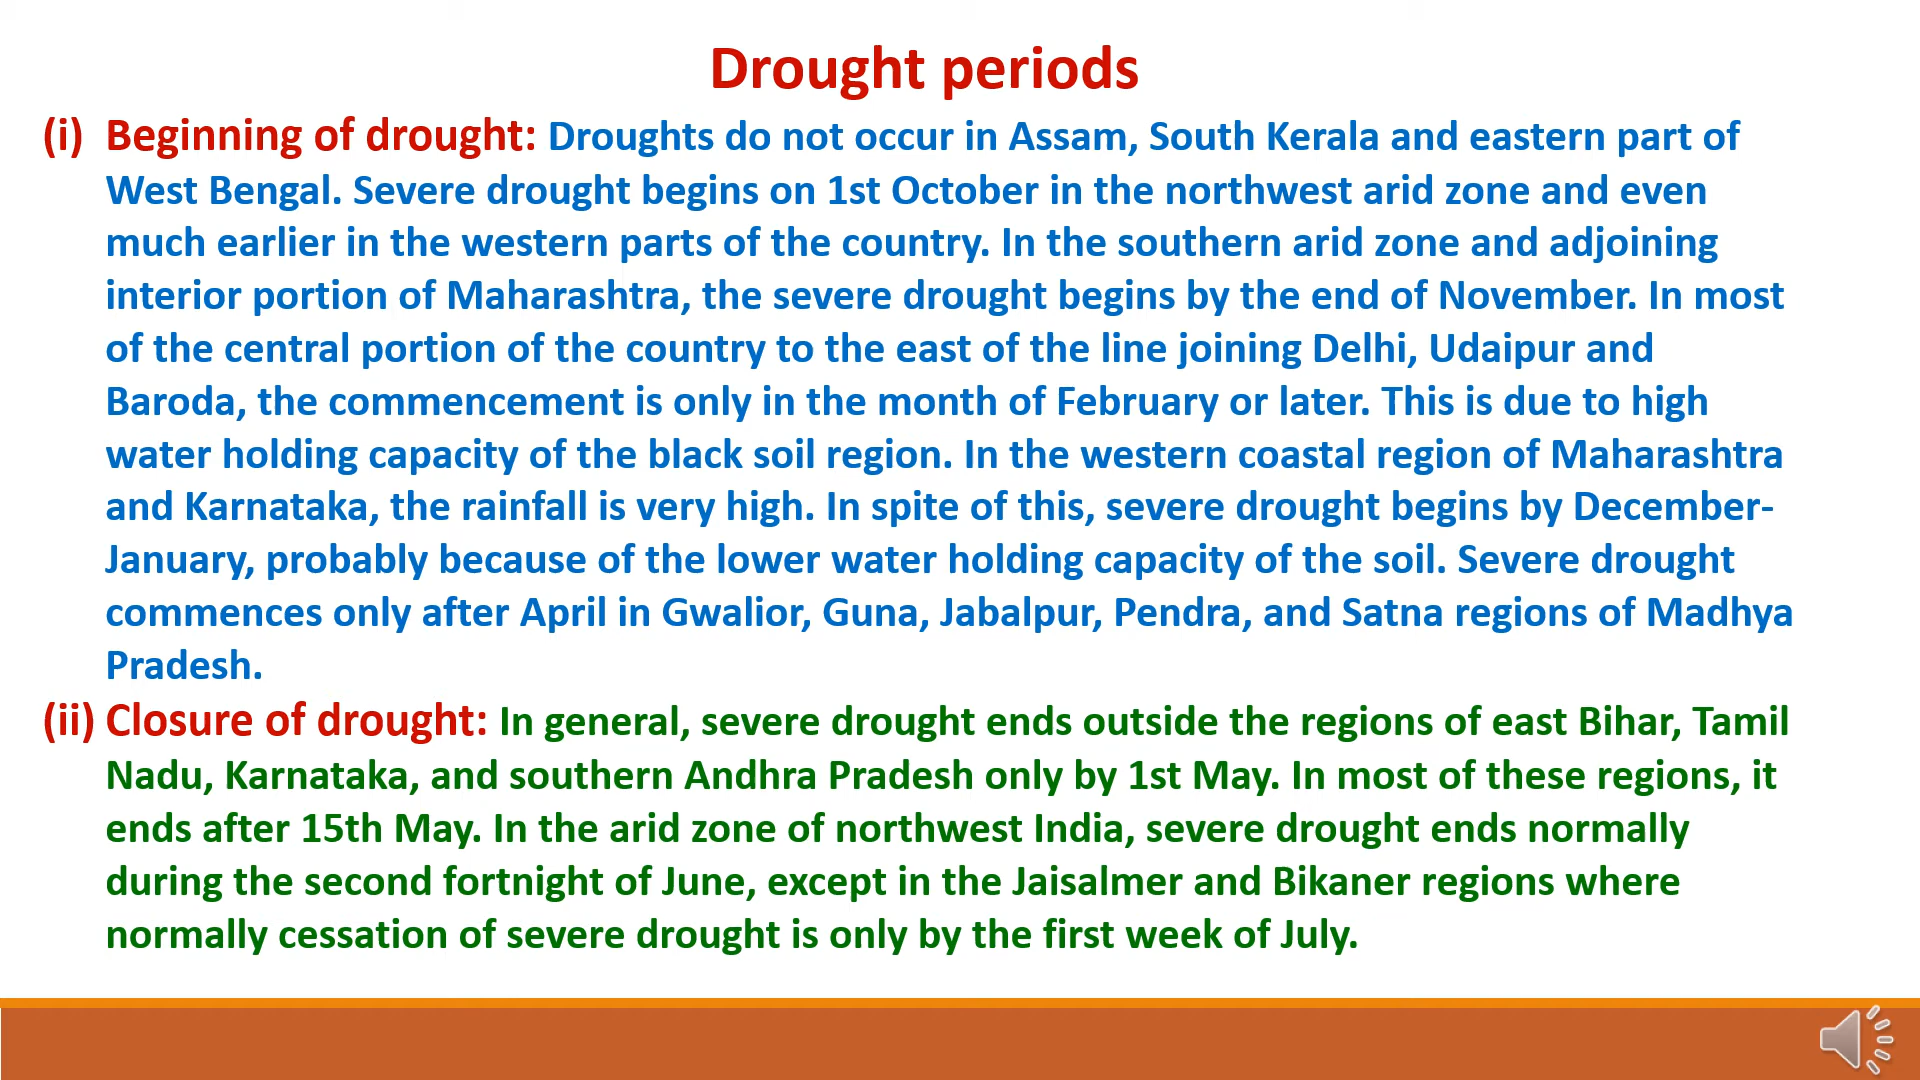 Drought periods
(i) Beginning of drought: Droughts do not occur in Assam, South Kerala and eastern part of
West Bengal. Severe drought begins on 1st October in the northwest arid zone and even
much earlier in the western parts of the country. In the southern arid zone and adjoining
interior portion of Maharashtra, the severe drought begins by the end of November. In most
of the central portion of the country to the east of the line joining Delhi, Udaipur and
Baroda, the commencement is only in the month of February or later. This is due to high
water holding capacity of the black soil region. In the western coastal region of Maharashtra
and Karnataka, the rainfall is very high. In spite of this, severe drought begins by December-
January, probably because of the lower water holding capacity of the soil. Severe drought
commences only after April in Gwalior, Guna, Jabalpur, Pendra, and Satna regions of Madhya
Pradesh.
(ii) Closure of drought: In general, severe drought ends outside the regions of east Bihar, Tamil
Nadu, Karnataka, and southern Andhra Pradesh only by 1st May. In most of these regions, it
ends after 15th May. In the arid zone of northwest India, severe drought ends normally
during the second fortnight of June, except in the Jaisalmer and Bikaner regions where
normally cessation of severe drought is only by the first week of July.